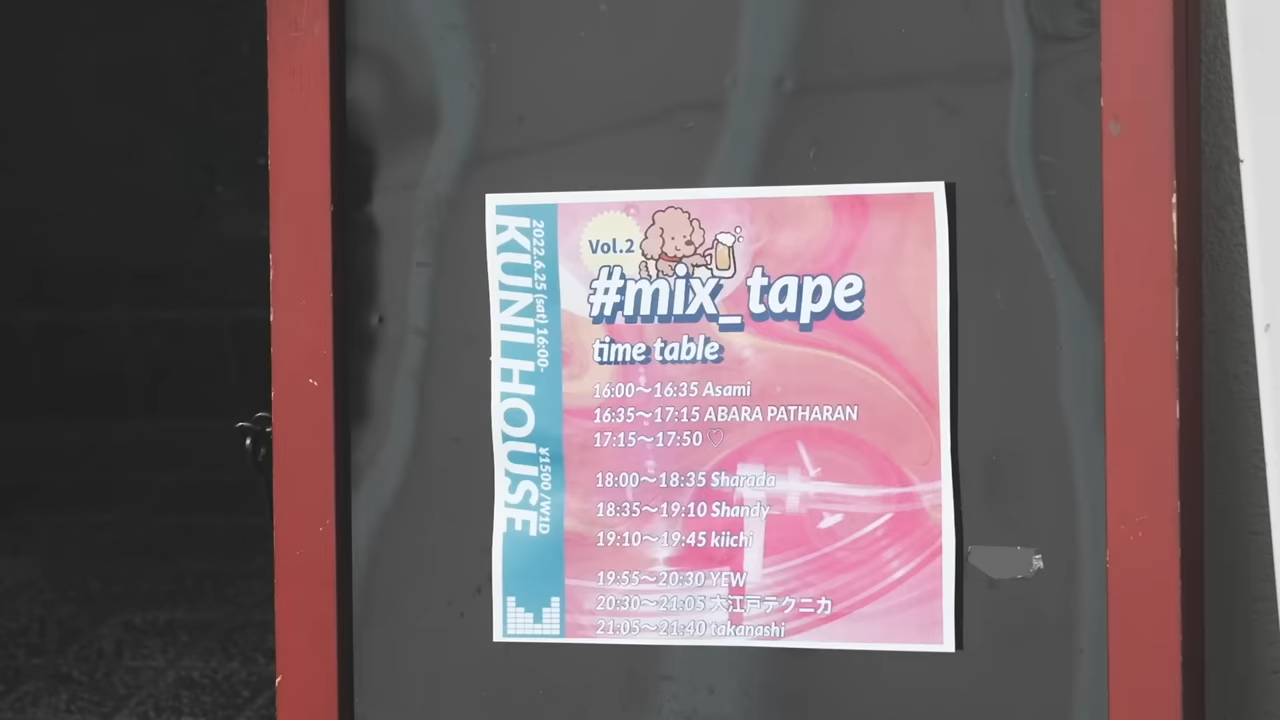 KUNI HOUSE
2022.6.25 (sat) 16:00-
¥1500 /W1D
Vol.2
#mix_tape
time table
16:00〜16:35 Asami
16:35〜17:15 ABARA PATHARAN
17:15〜17:50 ♡
18:00〜18:35 Sharada
18:35〜19:10 Shandy
19:10〜19:45 kiichi
19:55〜20:30 YEW
20:30〜21:05 大江戸テクニカ
21:05〜21:40 takanashi